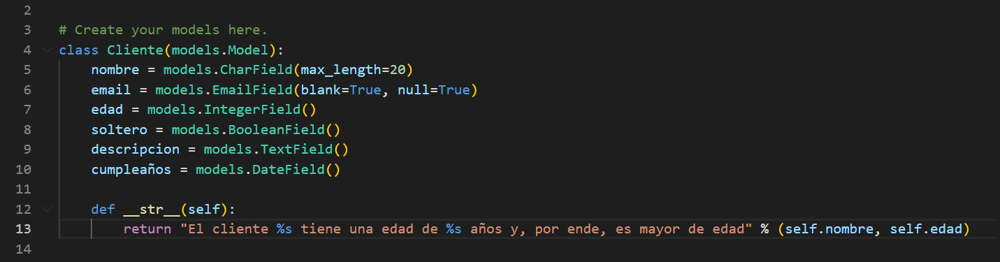 2
3 # Create your models here.
4 class Cliente(models.Model):
5 nombre = models.CharField(max_length=20)
6 email = models.EmailField(blank=True, null=True)
7 edad = models.IntegerField()
8 soltero = models.BooleanField()
9 descripcion = models.TextField()
10 cumpleaños = models.DateField()
11
12 def __str__(self):
13 return "El cliente %s tiene una edad de %s años y, por ende, es mayor de edad" % (self.nombre, self.edad)
14